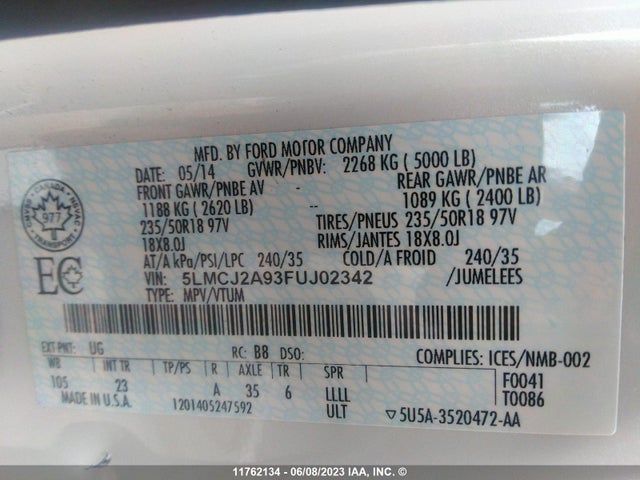 MFD. BY FORD MOTOR COMPANY
DATE: 05/14 GVWR/PNBV: 2268 KG ( 5000 LB)
FRONT GAWR/PNBE AV REAR GAWR/PNBE AR
1188 KG ( 2620 LB) 1089 KG ( 2400 LB)
235/50R18 97V TIRES/PNEUS 235/50R18 97V
18X8.0J RIMS/JANTES 18X8.0J
AT/A kPa/PSI/LPC 240/35 COLD/A FROID 240/35
VIN: 5LMCJ2A93FUJ02342 /JUMELEES
TYPE: MPV/VTUM
CANADA
977
TRANSPORT
EC
EXT PNT: UG RC: B8 DSO: COMPLIES: ICES/NMB-002
WB INT TR TP/PS R AXLE TR SPR F0041
105 23 A 35 6 LLLL T0086
MADE IN U.S.A. 1201405247592 ULT ▽5U5A-3520472-AA
11762134 - 06/08/2023 IAA, INC. ©